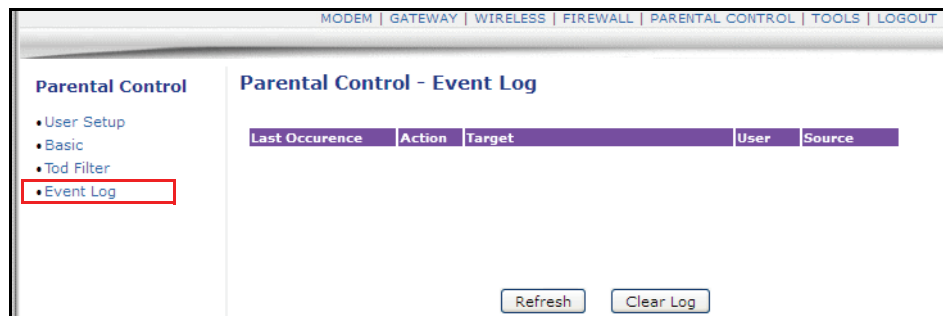 MODEM | GATEWAY | WIRELESS | FIREWALL | PARENTAL CONTROL | TOOLS | LOGOUT
Parental Control
• User Setup
• Basic
• Tod Filter
• Event Log
Parental Control - Event Log
Last Occurence Action Target User Source
Refresh Clear Log